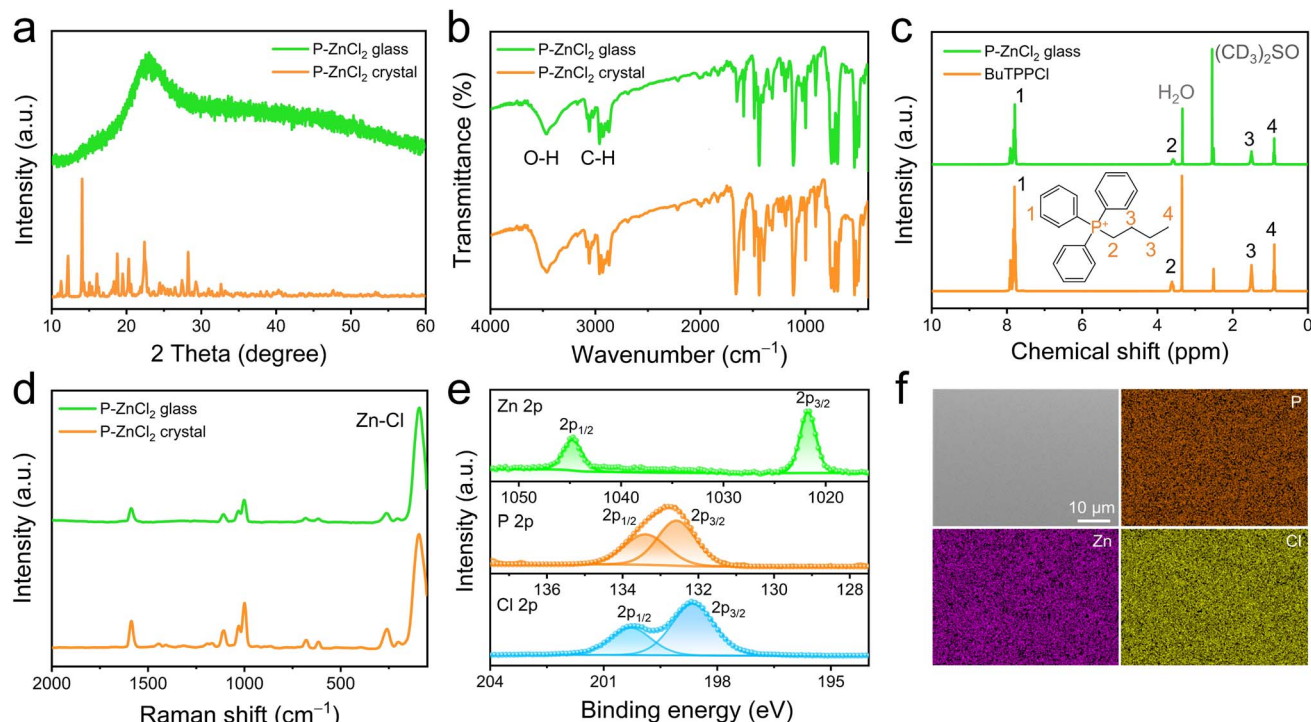 a
P-ZnCl₂ glass
P-ZnCl₂ crystal
Intensity (a.u.)
10 20 30 40 50 60
2 Theta (degree)
b
P-ZnCl₂ glass
P-ZnCl₂ crystal
O-H C-H
Transmittance (%)
4000 3000 2000 1000
Wavenumber (cm⁻¹)
c
P-ZnCl₂ glass
BuTPPCl
(CD₃)₂SO
H₂O
1 2 3 4
1 2 3 4
1 P⁺ 3 4
2 3
Intensity (a.u.)
10 8 6 4 2 0
Chemical shift (ppm)
d
P-ZnCl₂ glass
P-ZnCl₂ crystal
Zn-Cl
Intensity (a.u.)
2000 1500 1000 500
Raman shift (cm⁻¹)
e
Zn 2p
2p₁/₂ 2p₃/₂
1050 1040 1030 1020
P 2p
2p₁/₂ 2p₃/₂
136 134 132 130 128
Cl 2p
2p₁/₂ 2p₃/₂
204 201 198 195
Intensity (a.u.)
Binding energy (eV)
f
10 µm
P
Zn
Cl